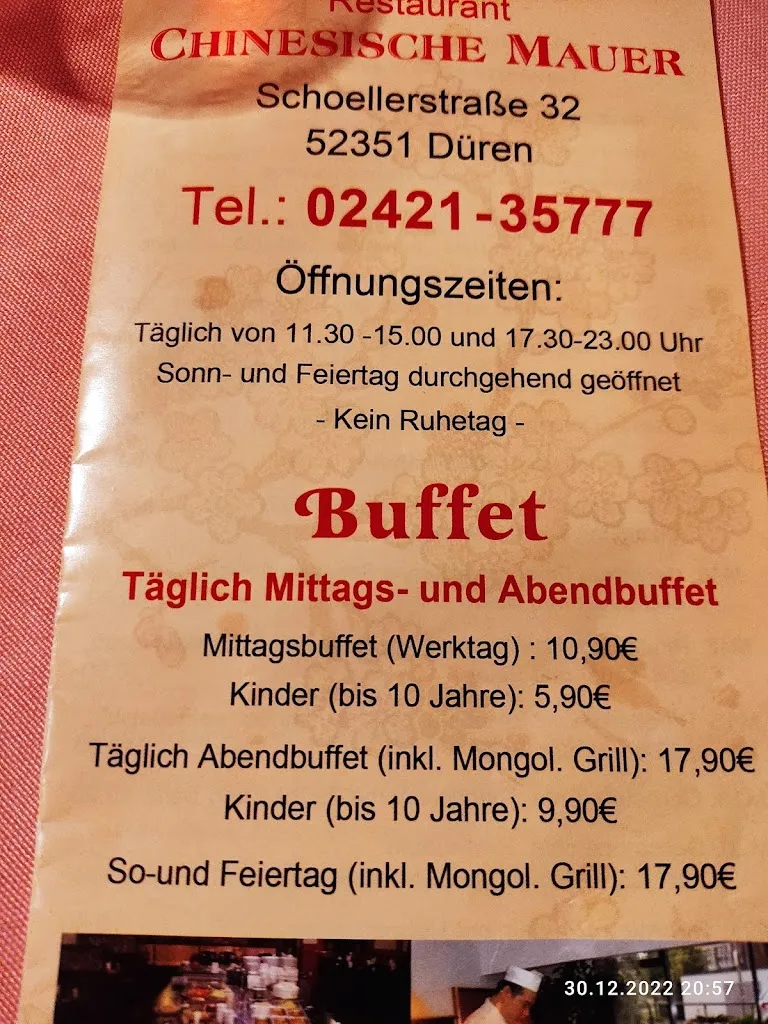 Restaurant
CHINESISCHE MAUER
Schoellerstraße 32
52351 Düren
Tel.: 02421-35777
Öffnungszeiten:
Täglich von 11.30 -15.00 und 17.30-23.00 Uhr
Sonn- und Feiertag durchgehend geöffnet
- Kein Ruhetag -
Buffet
Täglich Mittags- und Abendbuffet
Mittagsbuffet (Werktag) : 10,90€
Kinder (bis 10 Jahre): 5,90€
Täglich Abendbuffet (inkl. Mongol. Grill): 17,90€
Kinder (bis 10 Jahre): 9,90€
So-und Feiertag (inkl. Mongol. Grill): 17,90€
30.12.2022 20:57